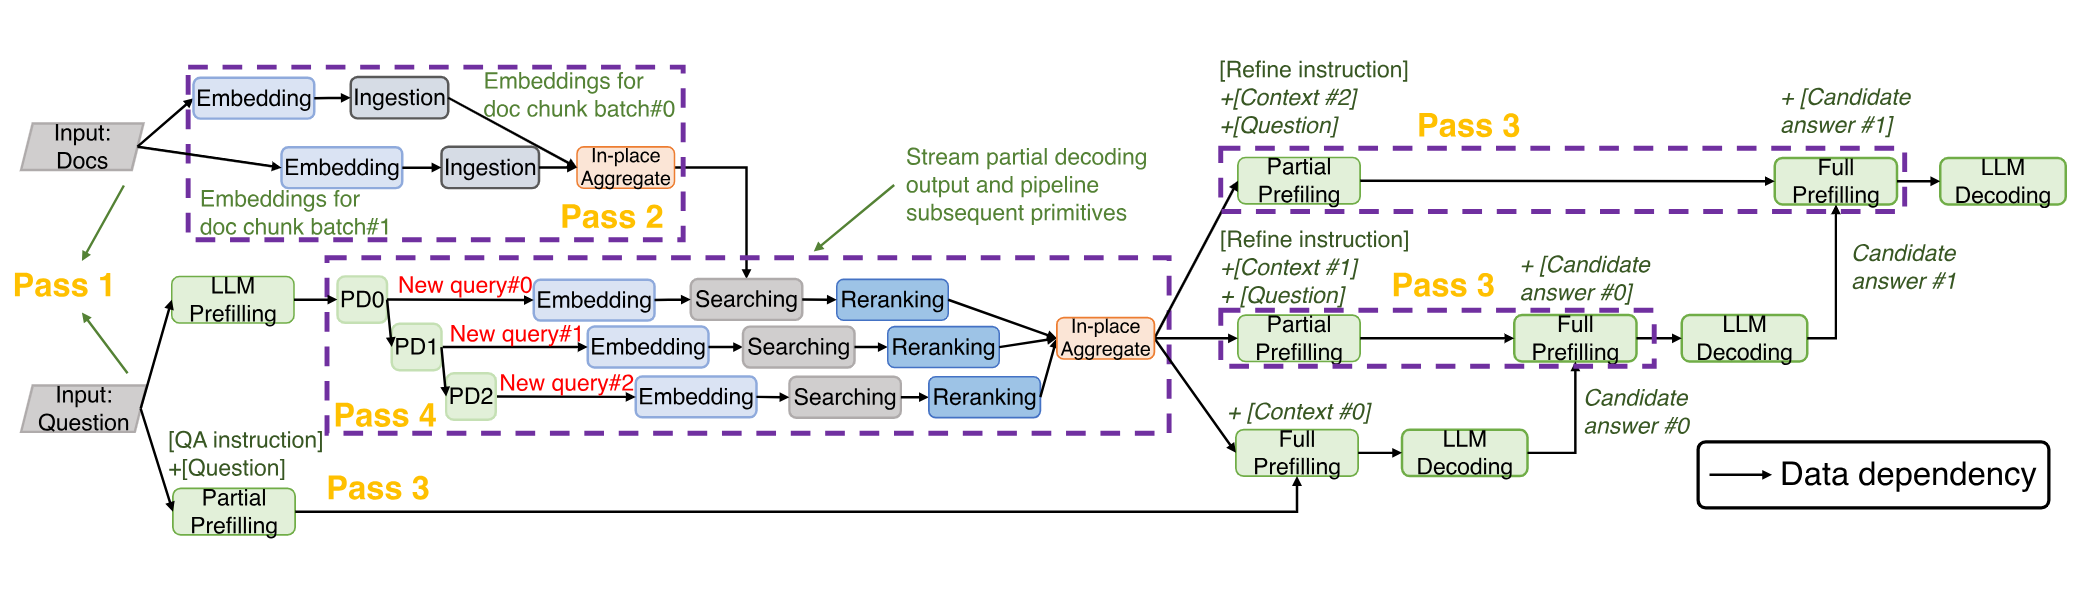 Input:
Docs
Embedding
Ingestion
Embeddings for
doc chunk batch#0
Embedding
Ingestion
In-place
Aggregate
Embeddings for
doc chunk batch#1
Pass 2
Pass 1
Input:
Question
LLM
Prefilling
[QA instruction]
+[Question]
Partial
Prefilling
Pass 3
Stream partial decoding
output and pipeline
subsequent primitives
PD0
New query#0
Embedding
Searching
Reranking
PD1
New query#1
Embedding
Searching
Reranking
PD2
New query#2
Embedding
Searching
Reranking
Pass 4
In-place
Aggregate
[Refine instruction]
+[Context #2]
+[Question]
Pass 3
+ [Candidate
answer #1]
Partial
Prefilling
Full
Prefilling
LLM
Decoding
[Refine instruction]
+[Context #1]
+ [Question]
Pass 3
+ [Candidate
answer #0]
Candidate
answer #1
Partial
Prefilling
Full
Prefilling
LLM
Decoding
+ [Context #0]
Candidate
answer #0
Full
Prefilling
LLM
Decoding
Data dependency